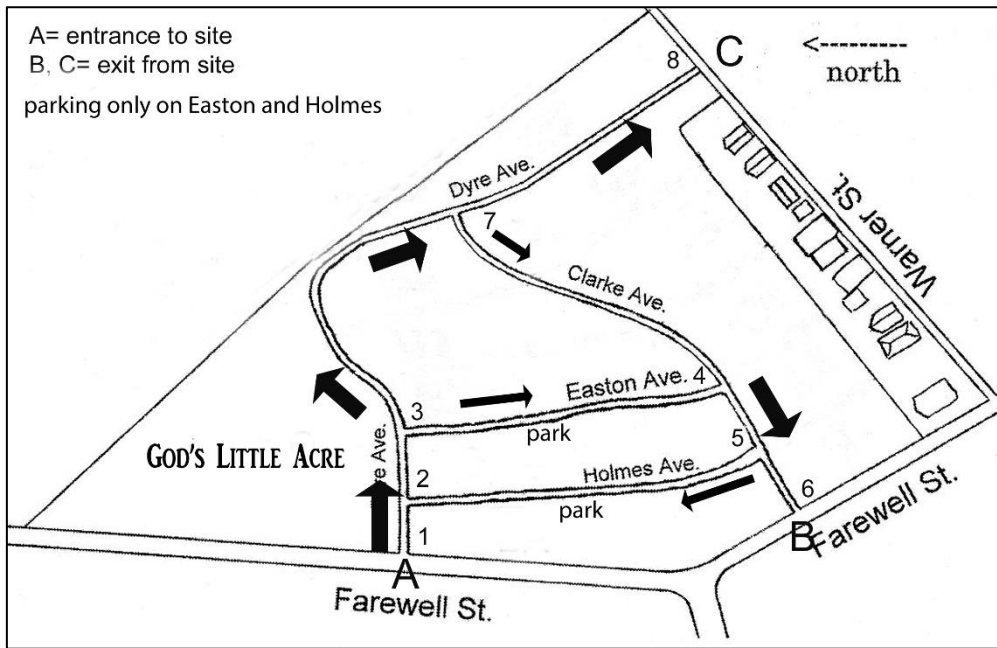 A= entrance to site
B, C= exit from site
parking only on Easton and Holmes
8
C
<----------
north
Dyre Ave.
7
Warner St.
Clarke Ave.
3
Easton Ave.
4
park
5
GOD'S LITTLE ACRE
e Ave.
2
Holmes Ave.
6
park
1
B
Farewell St.
A
Farewell St.